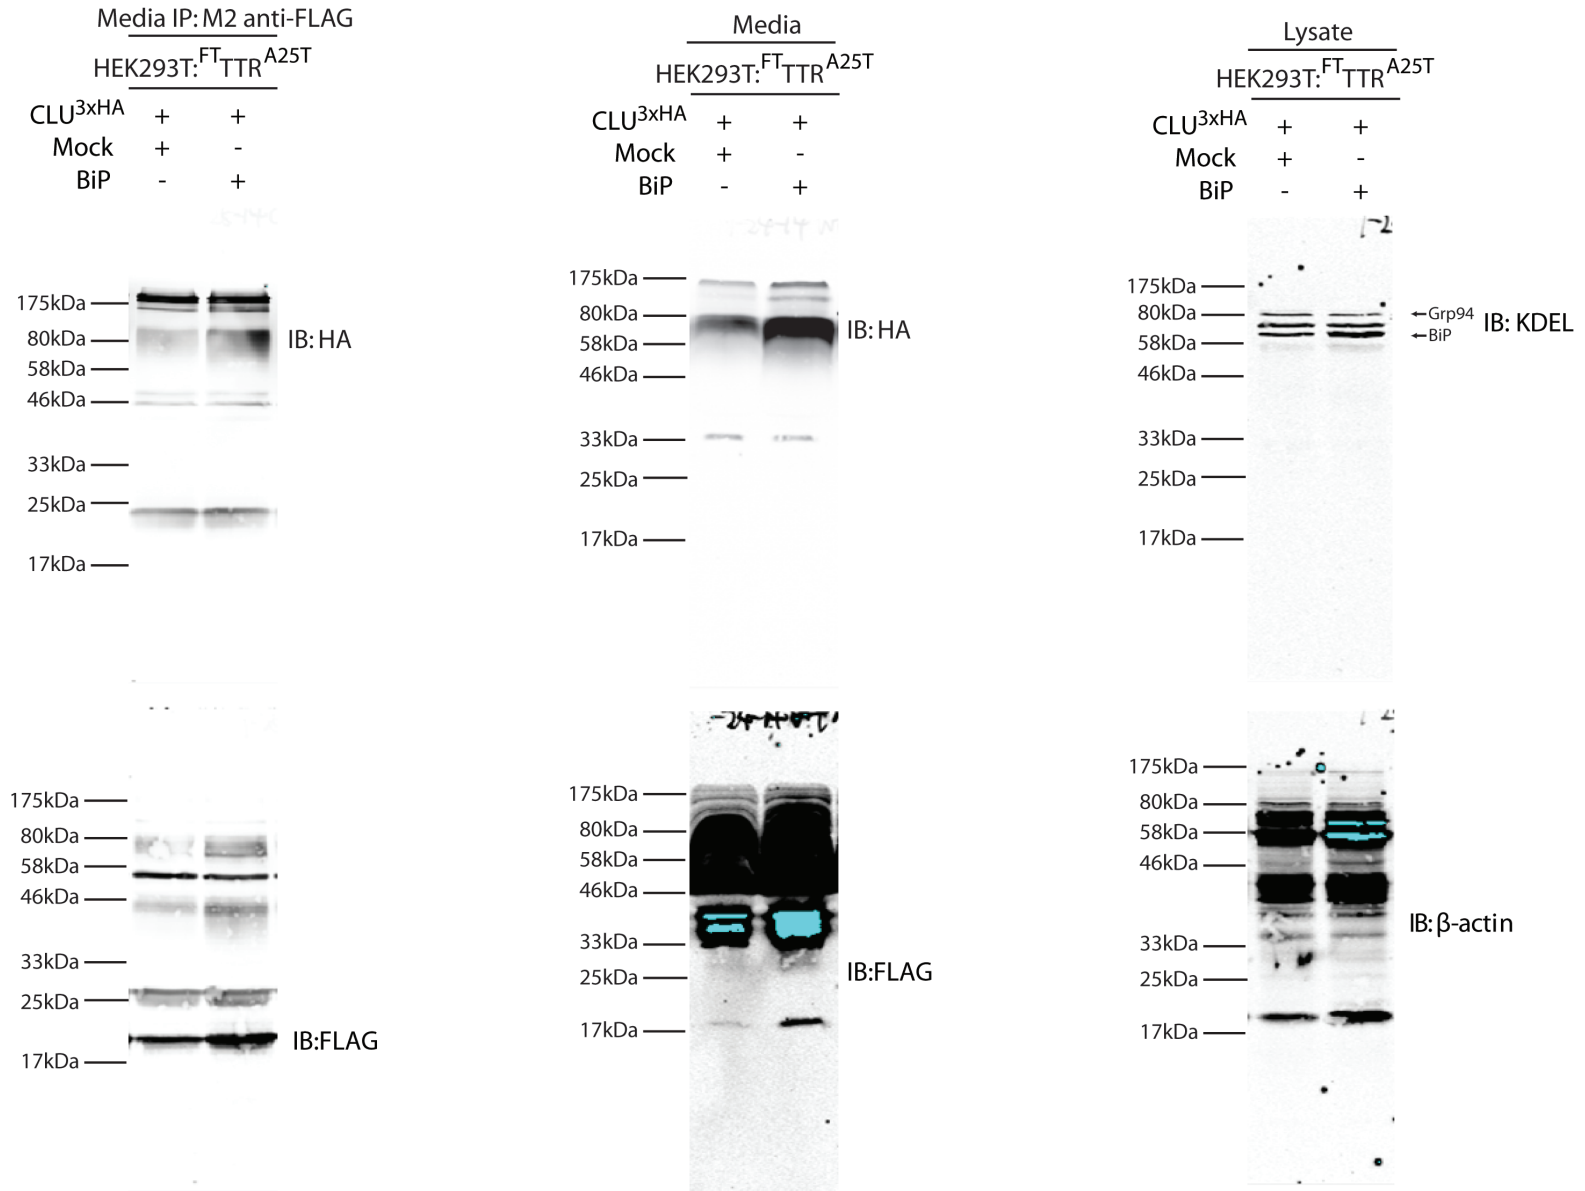 Media IP: M2 anti-FLAG
HEK293T:FTTTRA25T
CLU3xHA + +
Mock + -
BiP - +
175kDa
80kDa
58kDa
46kDa
33kDa
25kDa
17kDa
IB: HA
175kDa
80kDa
58kDa
46kDa
33kDa
25kDa
17kDa
IB:FLAG
Media
HEK293T:FTTTRA25T
CLU3xHA + +
Mock + -
BiP - +
175kDa
80kDa
58kDa
46kDa
33kDa
25kDa
17kDa
IB: HA
175kDa
80kDa
58kDa
46kDa
33kDa
25kDa
17kDa
IB:FLAG
Lysate
HEK293T:FTTTRA25T
CLU3xHA + +
Mock + -
BiP - +
175kDa
80kDa
58kDa
46kDa
33kDa
25kDa
17kDa
Grp94
BiP
IB: KDEL
175kDa
80kDa
58kDa
46kDa
33kDa
25kDa
17kDa
IB: β-actin